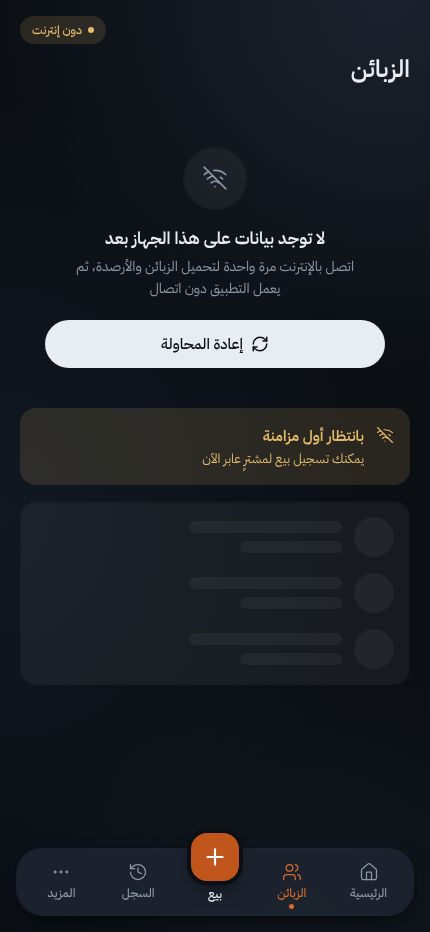 دون إنترنت
الزبائن
لا توجد بيانات على هذا الجهاز بعد
اتصل بالإنترنت مرة واحدة لتحميل الزبائن والأرصدة، ثم
يعمل التطبيق دون اتصال
إعادة المحاولة
بانتظار أول مزامنة
يمكنك تسجيل بيع لمشترٍ عابر الآن
الرئيسية
الزبائن
بيع
السجل
المزيد